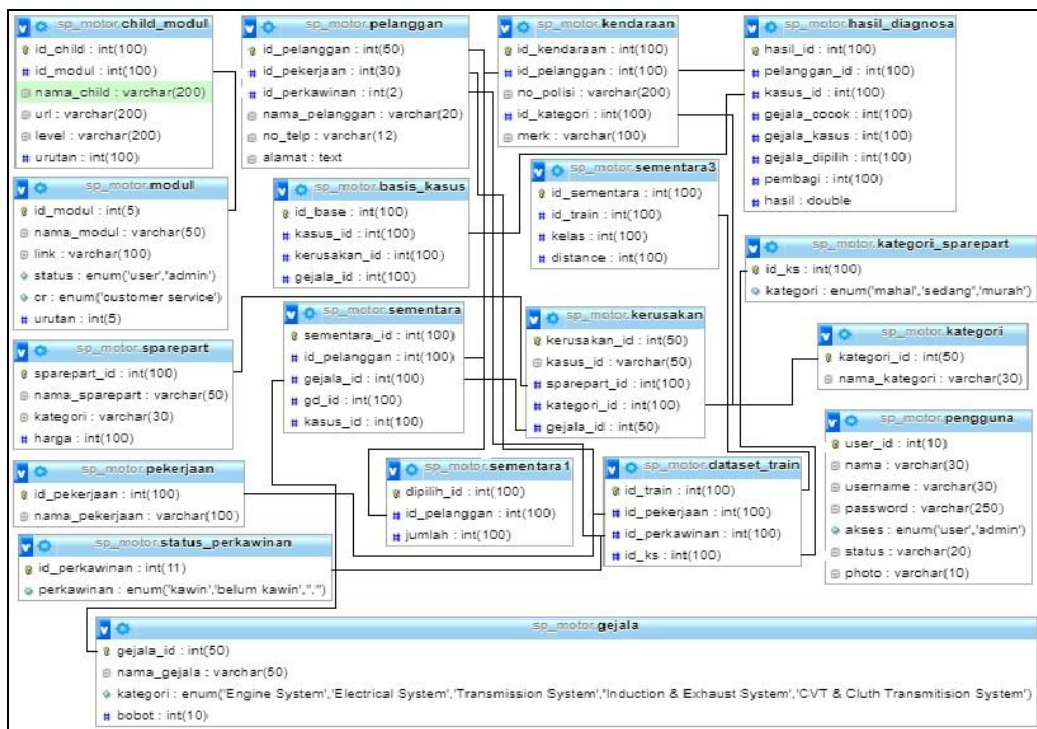 sp_motor.child_modul
id_child : int(100)
id_modul : int(100)
nama_child : varchar(200)
url : varchar(200)
level : varchar(200)
urutan : int(100)
sp_motor.pelanggan
id_pelanggan : int(50)
id_pekerjaan : int(30)
id_perkawinan : int(2)
nama_pelanggan : varchar(20)
no_telp : varchar(12)
alamat : text
sp_motor.kendaraan
id_kendaraan : int(100)
id_pelanggan : int(100)
no_polisi : varchar(200)
id_kategori : int(100)
merk : varchar(100)
sp_motor.hasil_diagnosa
hasil_id : int(100)
pelanggan_id : int(100)
kasus_id : int(100)
gejala_cocok : int(100)
gejala_kasus : int(100)
gejala_dipilih : int(100)
pembagi : int(100)
hasil : double
sp_motor.modul
id_modul : int(5)
nama_modul : varchar(50)
link : varchar(100)
status : enum('user','admin')
cr : enum('customer service')
urutan : int(5)
sp_motor.basis_kasus
id_base : int(100)
kasus_id : int(100)
kerusakan_id : int(100)
gejala_id : int(100)
sp_motor.sementara3
id_sementara : int(100)
id_train : int(100)
kelas : int(100)
distance : int(100)
sp_motor.kategori_sparepart
id_ks : int(100)
kategori : enum('mahal','sedang','murah')
sp_motor.sparepart
sparepart_id : int(100)
nama_sparepart : varchar(50)
kategori : varchar(30)
harga : int(100)
sp_motor.sementara
sementara_id : int(100)
id_pelanggan : int(100)
gejala_id : int(100)
gd_id : int(100)
kasus_id : int(100)
sp_motor.kerusakan
kerusakan_id : int(50)
kasus_id : varchar(50)
sparepart_id : int(100)
kategori_id : int(100)
gejala_id : int(50)
sp_motor.kategori
kategori_id : int(50)
nama_kategori : varchar(30)
sp_motor.pengguna
user_id : int(10)
nama : varchar(30)
username : varchar(30)
password : varchar(250)
akses : enum('user','admin')
status : varchar(20)
photo : varchar(10)
sp_motor.pekerjaan
id_pekerjaan : int(100)
nama_pekerjaan : varchar(100)
sp_motor.sementara1
dipilih_id : int(100)
id_pelanggan : int(100)
jumlah : int(100)
sp_motor.dataset_train
id_train : int(100)
id_pekerjaan : int(100)
id_perkawinan : int(100)
id_ks : int(100)
sp_motor.status_perkawinan
id_perkawinan : int(11)
perkawinan : enum('kawin','belum kawin','','')
sp_motor.gejala
gejala_id : int(50)
nama_gejala : varchar(50)
kategori : enum('Engine System','Electrical System','Transmission System','Induction & Exhaust System','CVT & Cluth Transmitision System')
bobot : int(10)